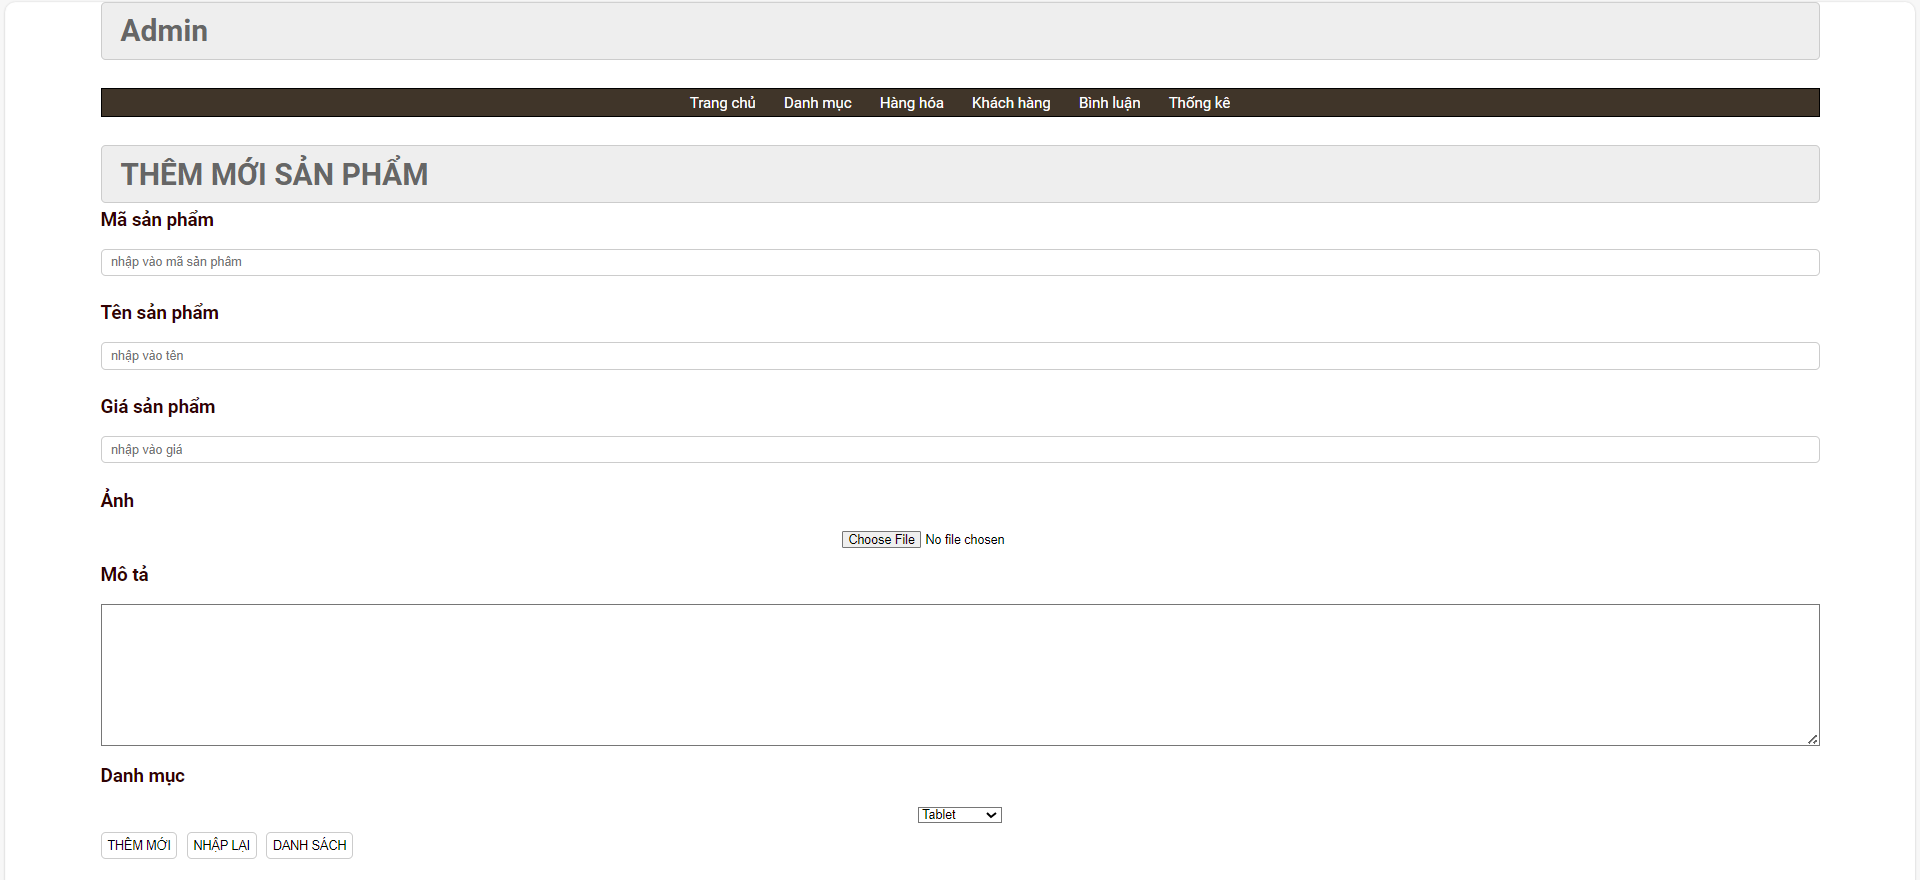 Admin
Trang chủ Danh mục Hàng hóa Khách hàng Bình luận Thống kê
THÊM MỚI SẢN PHẨM
Mã sản phẩm
nhập vào mã sản phâm
Tên sản phẩm
nhập vào tên
Giá sản phẩm
nhập vào giá
Ảnh
Choose File No file chosen
Mô tả
Danh mục
Tablet
THÊM MỚI NHẬP LẠI DANH SÁCH